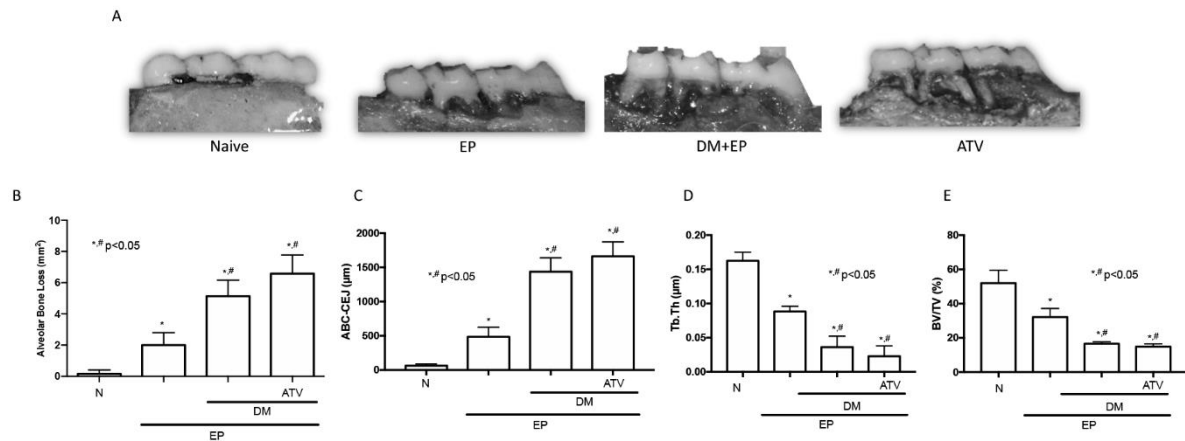 A
Naive
EP
DM+EP
ATV
B
Alveolar Bone Loss (mm²)
10
8
6
4
2
0
*,# p<0.05
*
*,#
*,#
N
ATV
DM
EP
C
ABC-CEJ (μm)
2000
1500
1000
500
0
*,# p<0.05
*
*,#
*,#
N
ATV
DM
EP
D
Tb.Th (μm)
0.20
0.15
0.10
0.05
0.00
*,# p<0.05
*
*,#
*,#
N
ATV
DM
EP
E
BV/TV (%)
80
60
40
20
0
*,# p<0.05
*
*,#
*,#
N
ATV
DM
EP